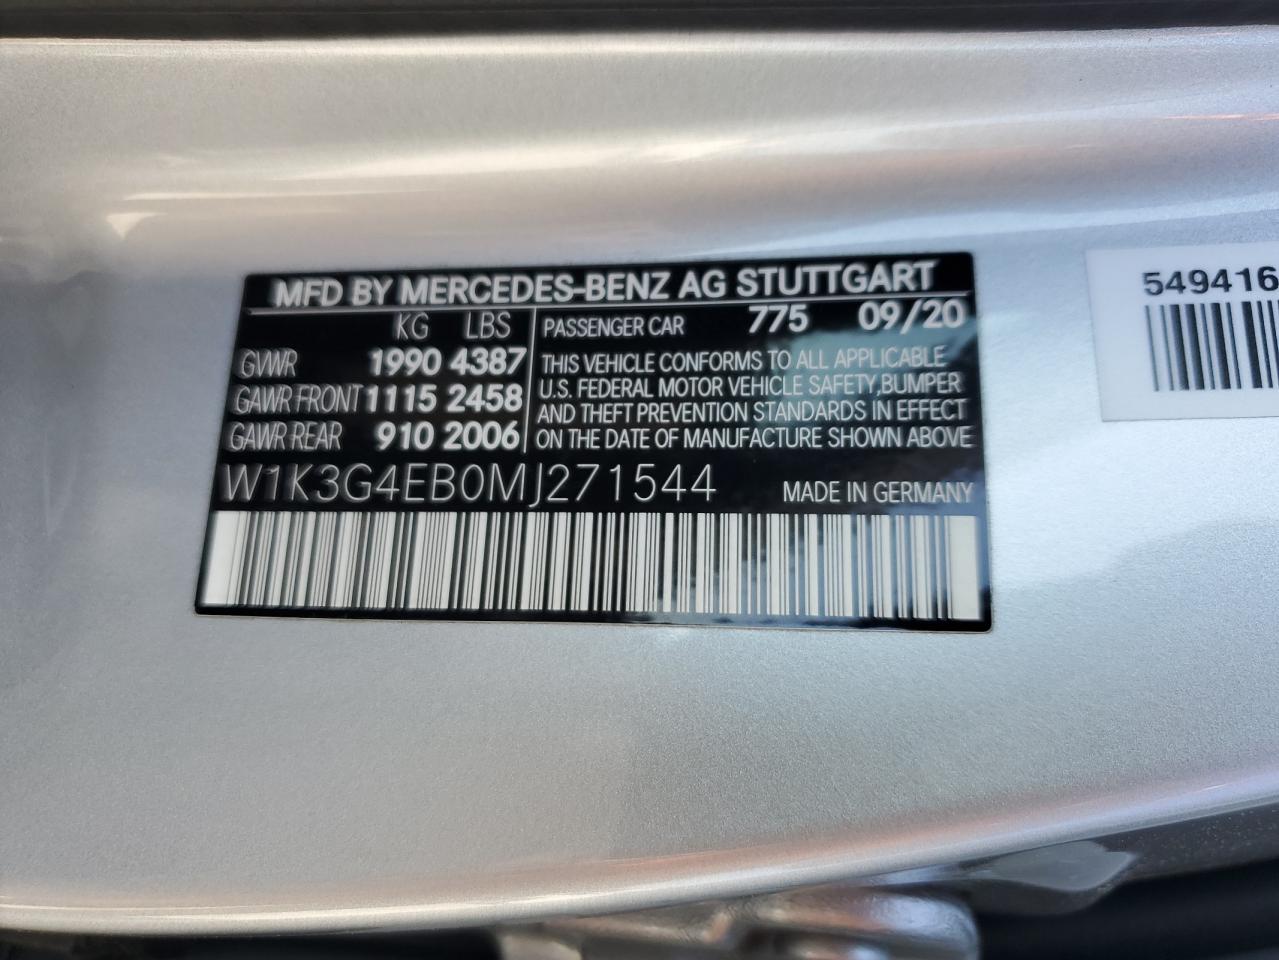 MFD BY MERCEDES-BENZ AG STUTTGART
KG LBS
GVWR 1990 4387
GAWR FRONT 1115 2458
GAWR REAR 910 2006
PASSENGER CAR 775 09/20
THIS VEHICLE CONFORMS TO ALL APPLICABLE
U.S. FEDERAL MOTOR VEHICLE SAFETY,BUMPER
AND THEFT PREVENTION STANDARDS IN EFFECT
ON THE DATE OF MANUFACTURE SHOWN ABOVE
W1K3G4EB0MJ271544 MADE IN GERMANY
549416